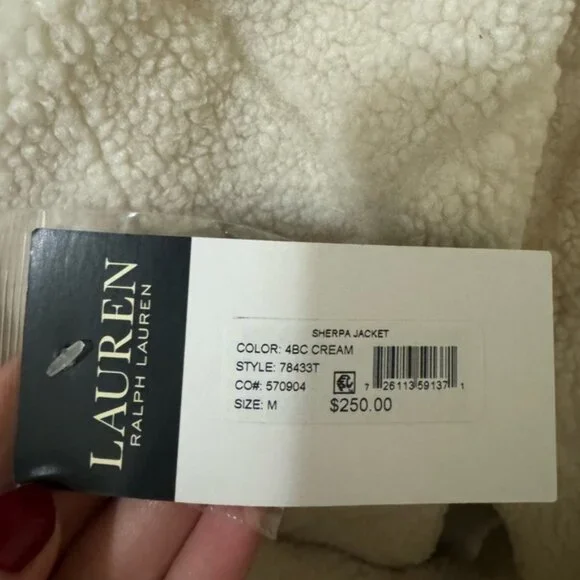 LAUREN
RALPH LAUREN
SHERPA JACKET
COLOR: 4BC CREAM
STYLE: 78433T
CO#: 570904
SIZE: M
7 26113 59137 1
$250.00